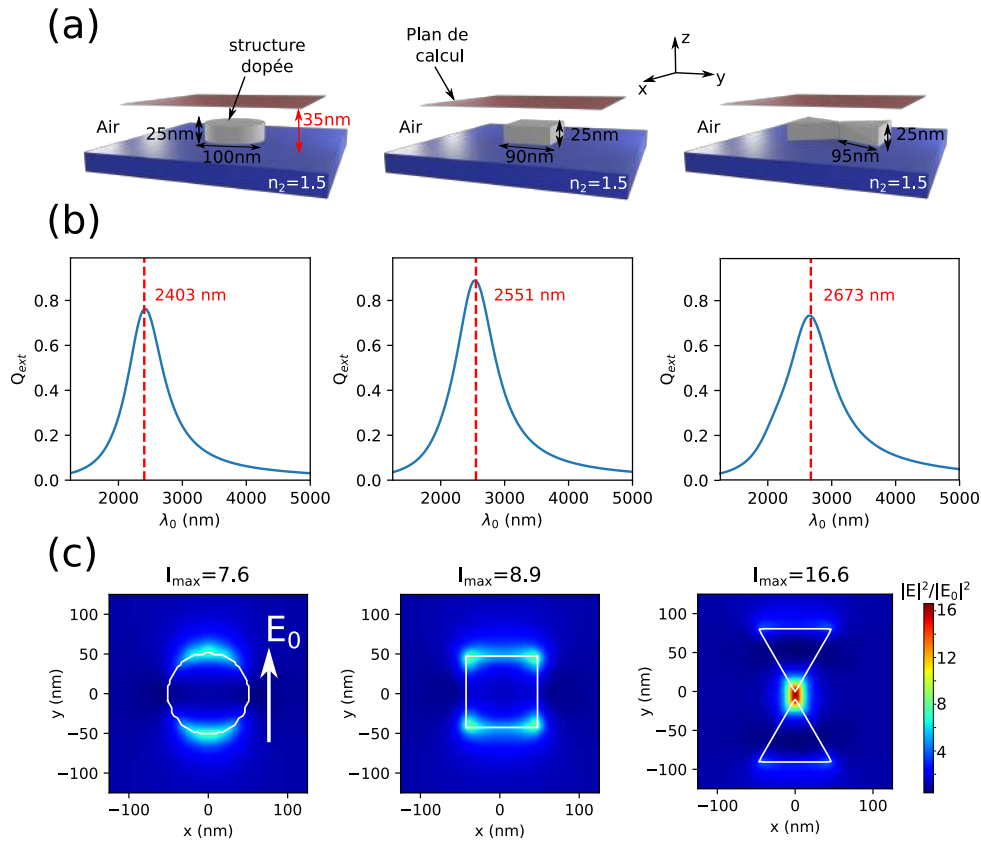 (a)
structure
dopée
Plan de
calcul
z
x
y
Air
25nm
35nm
100nm
n₂=1.5
Air
25nm
90nm
n₂=1.5
Air
25nm
95nm
n₂=1.5
(b)
Qext
0.8
0.6
0.4
0.2
0.0
2403 nm
2000 3000 4000 5000
λ₀ (nm)
Qext
0.8
0.6
0.4
0.2
0.0
2551 nm
2000 3000 4000 5000
λ₀ (nm)
Qext
0.8
0.6
0.4
0.2
0.0
2673 nm
2000 3000 4000 5000
λ₀ (nm)
(c)
Imax=7.6
E₀
y (nm)
100
50
0
−50
−100
−100 0 100
x (nm)
Imax=8.9
y (nm)
100
50
0
−50
−100
−100 0 100
x (nm)
Imax=16.6
y (nm)
100
50
0
−50
−100
−100 0 100
x (nm)
|E|²/|E₀|²
16
12
8
4